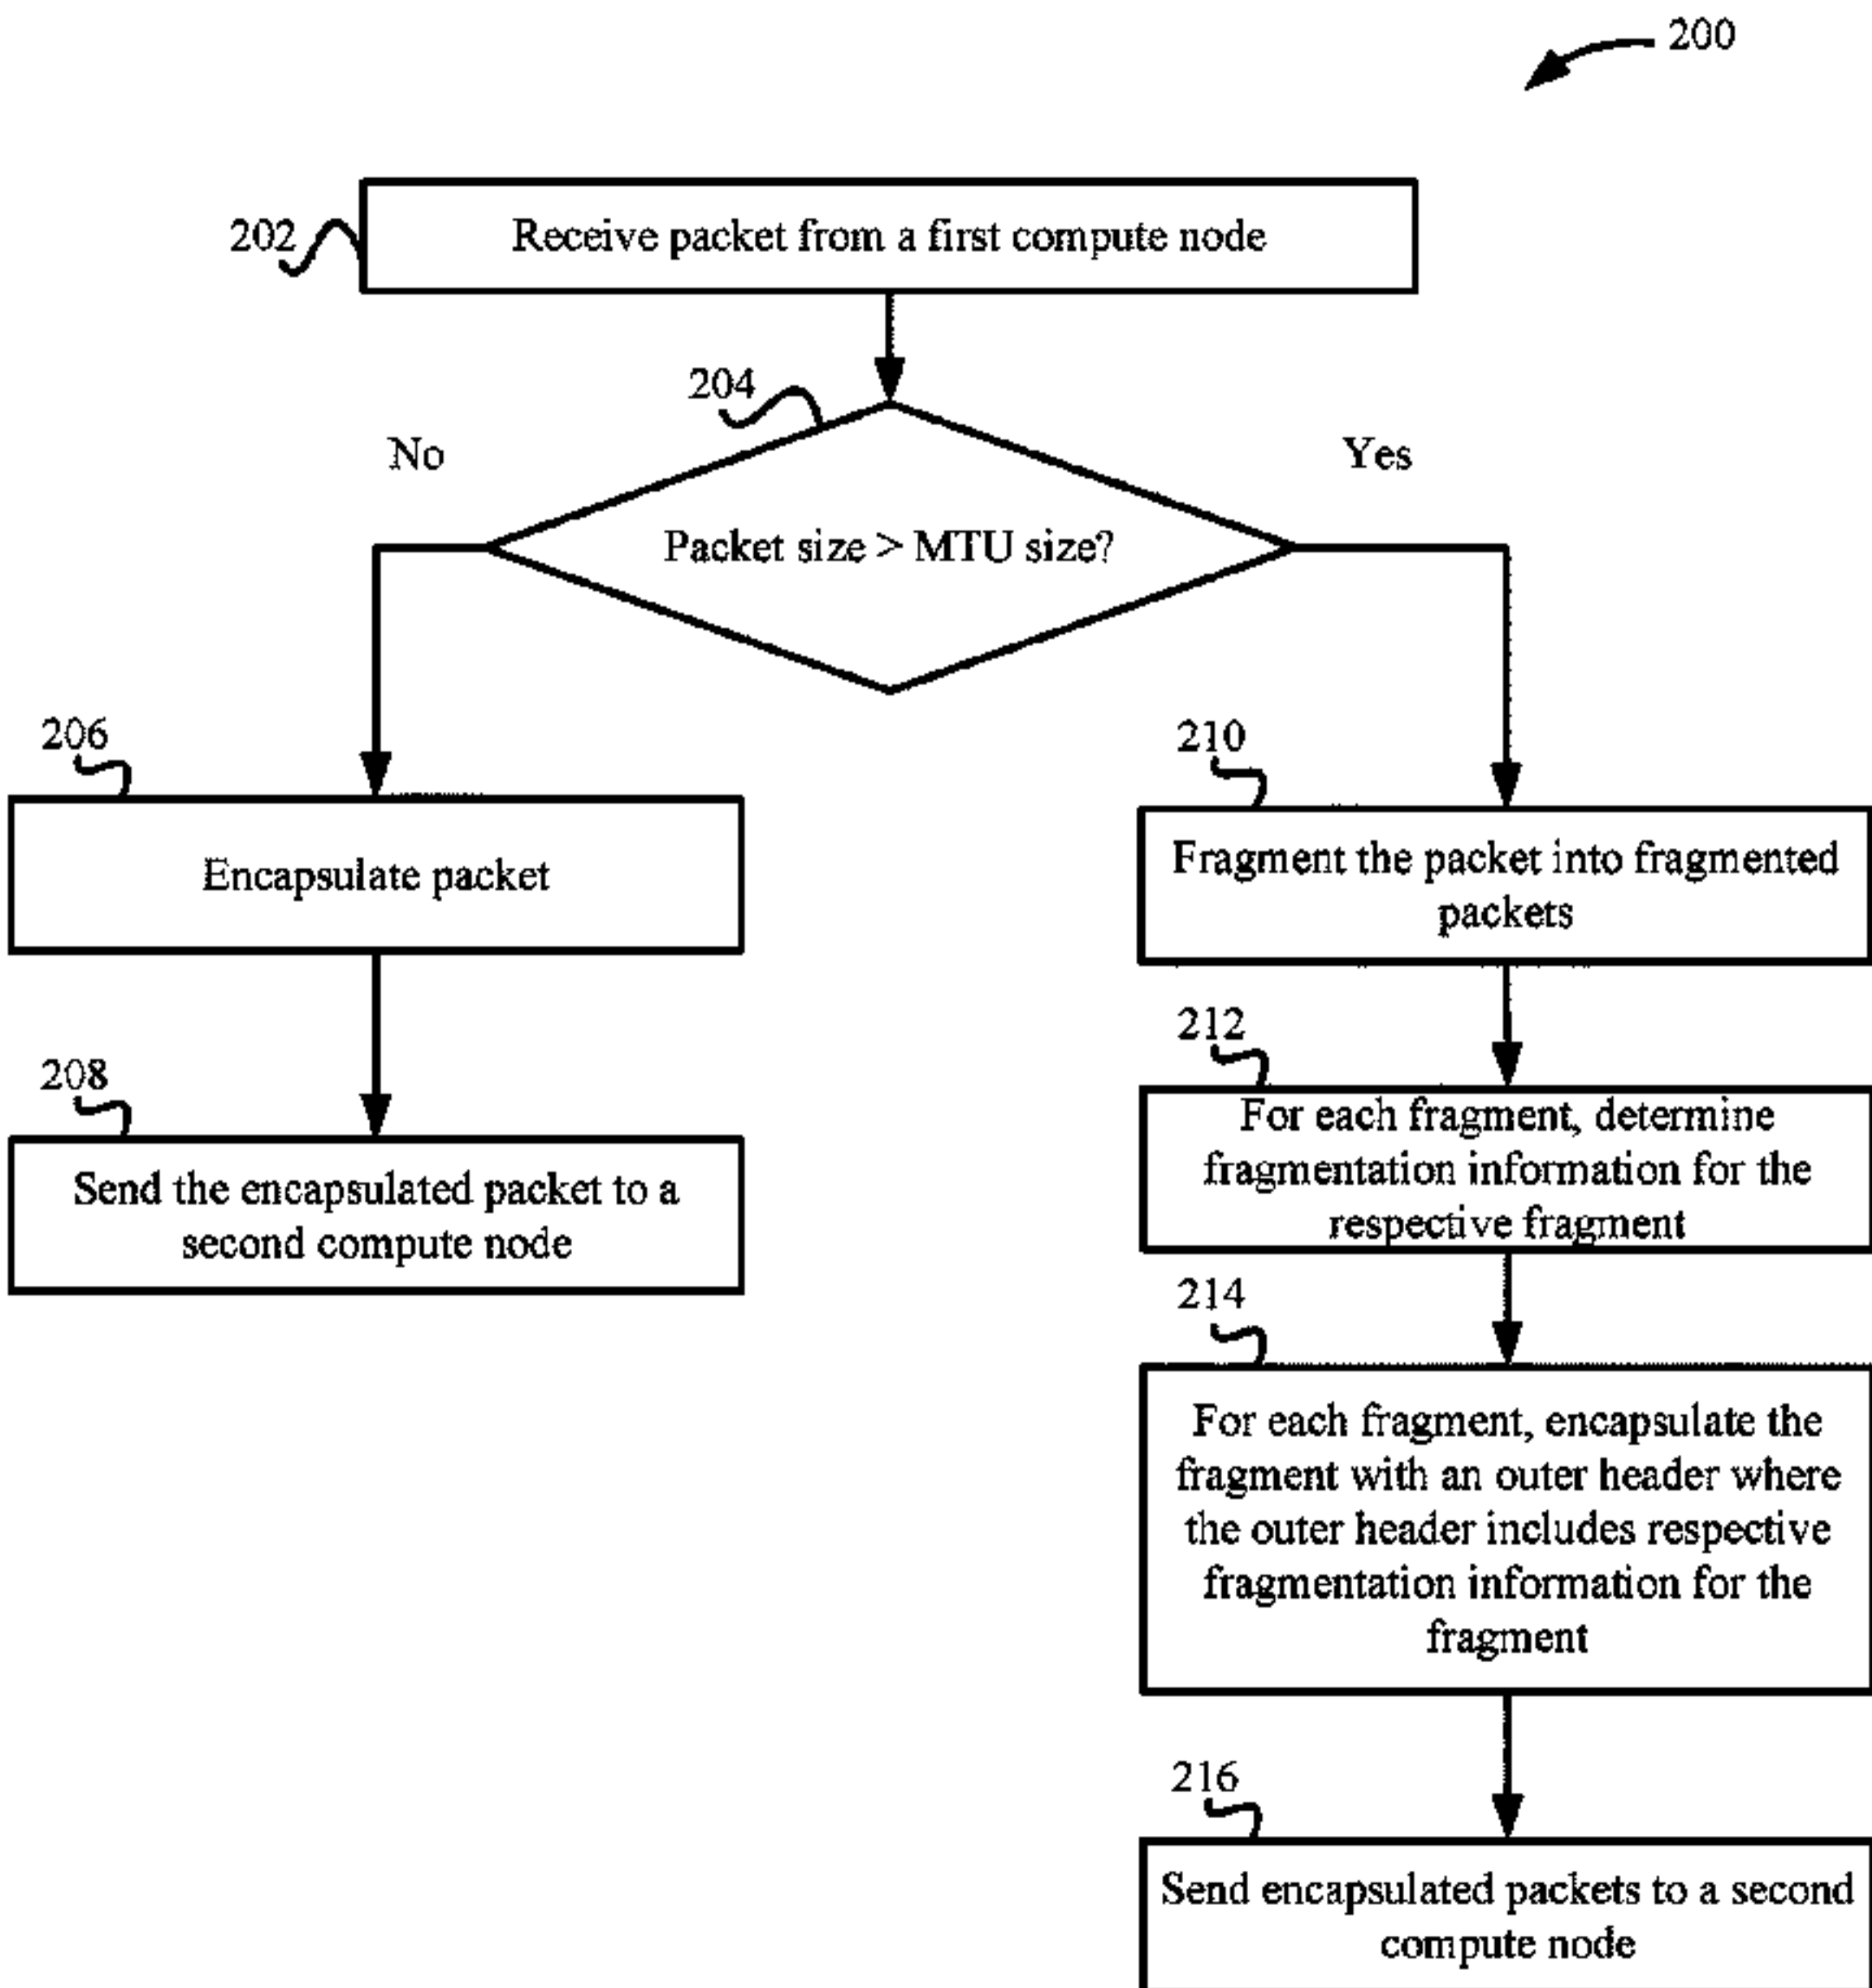 200
202
Receive packet from a first compute node
204
No
Yes
Packet size > MTU size?
206
Encapsulate packet
208
Send the encapsulated packet to a
second compute node
210
Fragment the packet into fragmented
packets
212
For each fragment, determine
fragmentation information for the
respective fragment
214
For each fragment, encapsulate the
fragment with an outer header where
the outer header includes respective
fragmentation information for the
fragment
216
Send encapsulated packets to a second
compute node